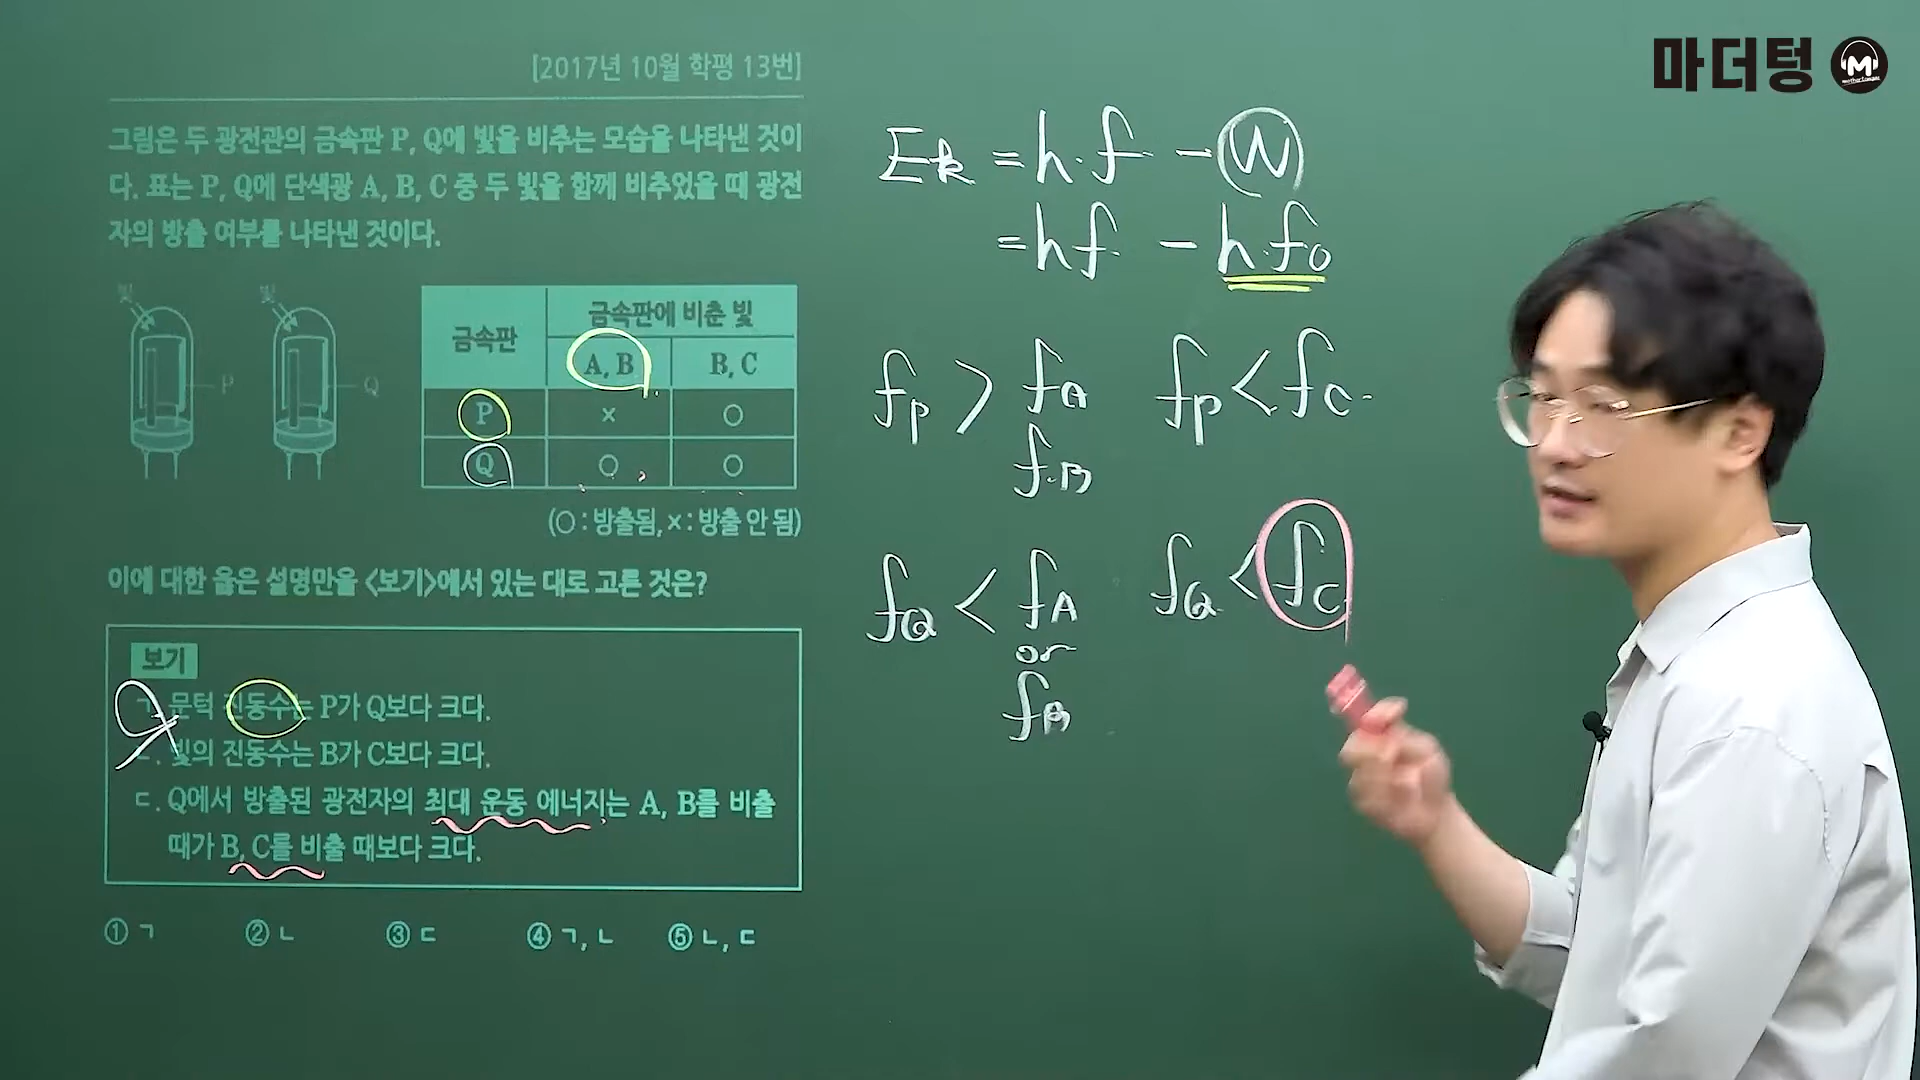 마더텅
[2017년 10월 학평 13번]
그림은 두 광전관의 금속판 P, Q에 빛을 비추는 모습을 나타낸 것이
다. 표는 P, Q에 단색광 A, B, C 중 두 빛을 함께 비추었을 때 광전
자의 방출 여부를 나타낸 것이다.
빛 빛
P Q
금속판 금속판에 비춘 빛
A, B B, C
P × ○
Q ○ ○
(○ : 방출됨, × : 방출 안 됨)
이에 대한 옳은 설명만을 <보기>에서 있는 대로 고른 것은?
보기
ㄱ. 문턱 진동수는 P가 Q보다 크다.
ㄴ. 빛의 진동수는 B가 C보다 크다.
ㄷ. Q에서 방출된 광전자의 최대 운동 에너지는 A, B를 비출
때가 B, C를 비출 때보다 크다.
① ㄱ ② ㄴ ③ ㄷ ④ ㄱ, ㄴ ⑤ ㄴ, ㄷ
Ek = h·f - W
= hf - h·f0
fP > fA fP < fC
fB
fQ < fA fQ < fC
or
fB